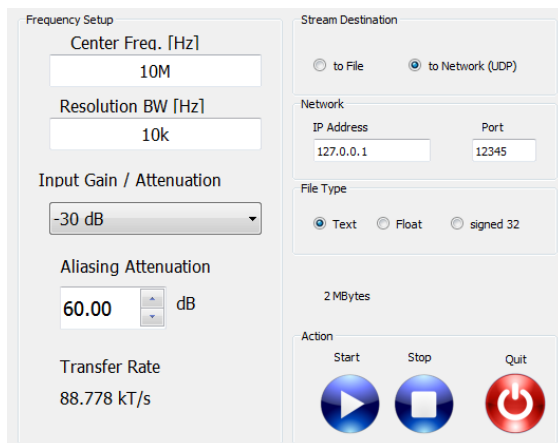 Frequency Setup
Center Freq. [Hz]
10M
Resolution BW [Hz]
10k
Input Gain / Attenuation
-30 dB
Aliasing Attenuation
60.00 dB
Transfer Rate
88.778 kT/s
Stream Destination
to File to Network (UDP)
Network
IP Address Port
127.0.0.1 12345
File Type
Text Float signed 32
2 MBytes
Action
Start Stop Quit